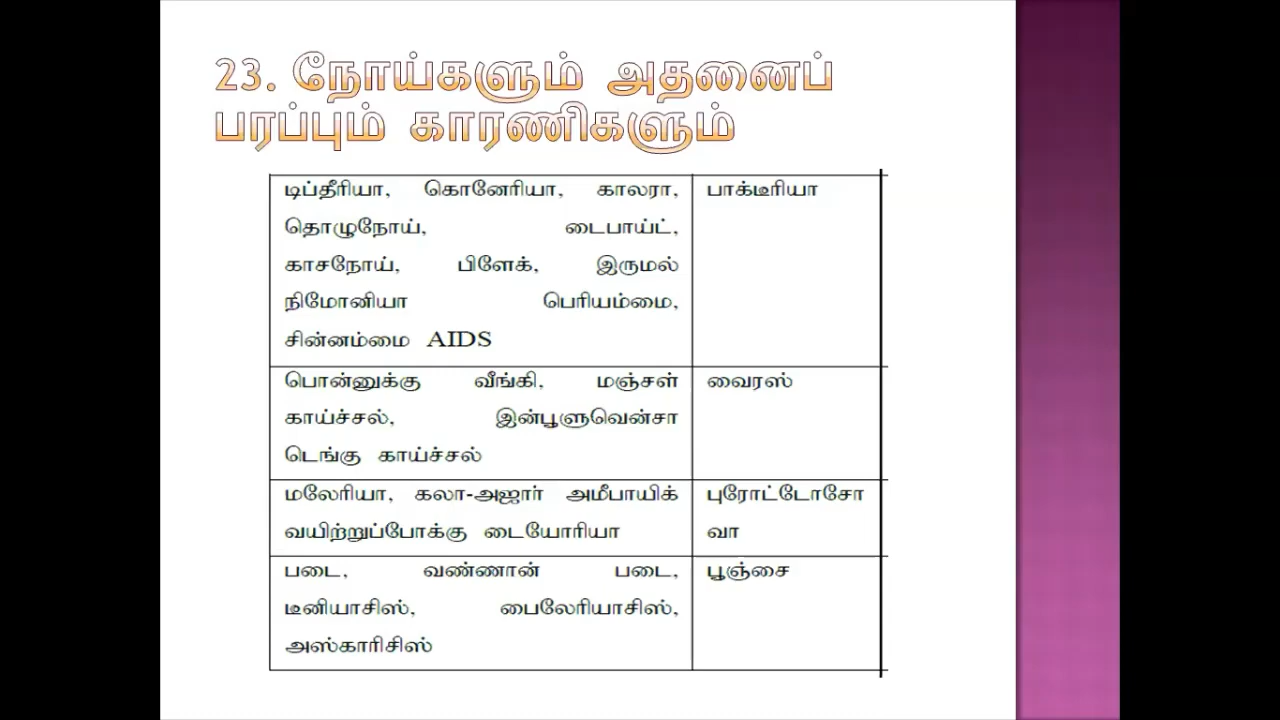 23. நோய்களும் அதனைப்
பரப்பும் காரணிகளும்
டிப்தீரியா, கொனேரியா, காலரா, பாக்டீரியா
தொழுநோய், டைபாய்ட்,
காசநோய், பிளேக், இருமல்
நிமோனியா பெரியம்மை,
சின்னம்மை AIDS
பொன்னுக்கு வீங்கி, மஞ்சள் வைரஸ்
காய்ச்சல், இன்பூளுவென்சா
டெங்கு காய்ச்சல்
மலேரியா, கலா-அஜார் அமீபாயிக் புரோட்டோசோ
வயிற்றுப்போக்கு டையோரியா வா
படை, வண்ணான் படை, பூஞ்சை
டீனியாசிஸ், பைலேரியாசிஸ்,
அஸ்காரிசிஸ்